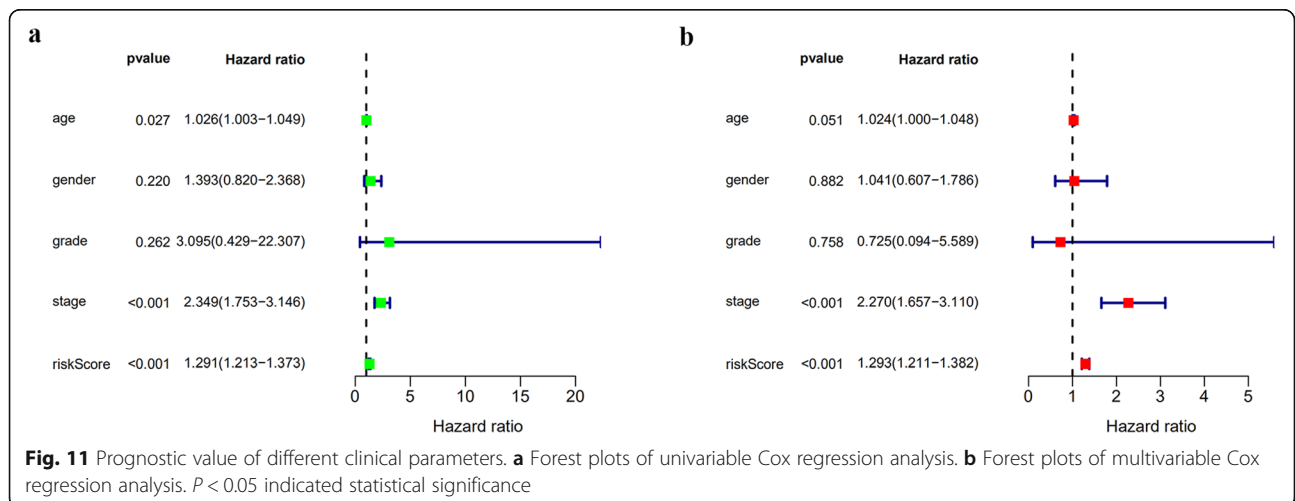 a
pvalue Hazard ratio
age 0.027 1.026(1.003−1.049)
gender 0.220 1.393(0.820−2.368)
grade 0.262 3.095(0.429−22.307)
stage <0.001 2.349(1.753−3.146)
riskScore <0.001 1.291(1.213−1.373)
0 5 10 15 20
Hazard ratio
b
pvalue Hazard ratio
age 0.051 1.024(1.000−1.048)
gender 0.882 1.041(0.607−1.786)
grade 0.758 0.725(0.094−5.589)
stage <0.001 2.270(1.657−3.110)
riskScore <0.001 1.293(1.211−1.382)
0 1 2 3 4 5
Hazard ratio
Fig. 11 Prognostic value of different clinical parameters. a Forest plots of univariable Cox regression analysis. b Forest plots of multivariable Cox
regression analysis. P < 0.05 indicated statistical significance